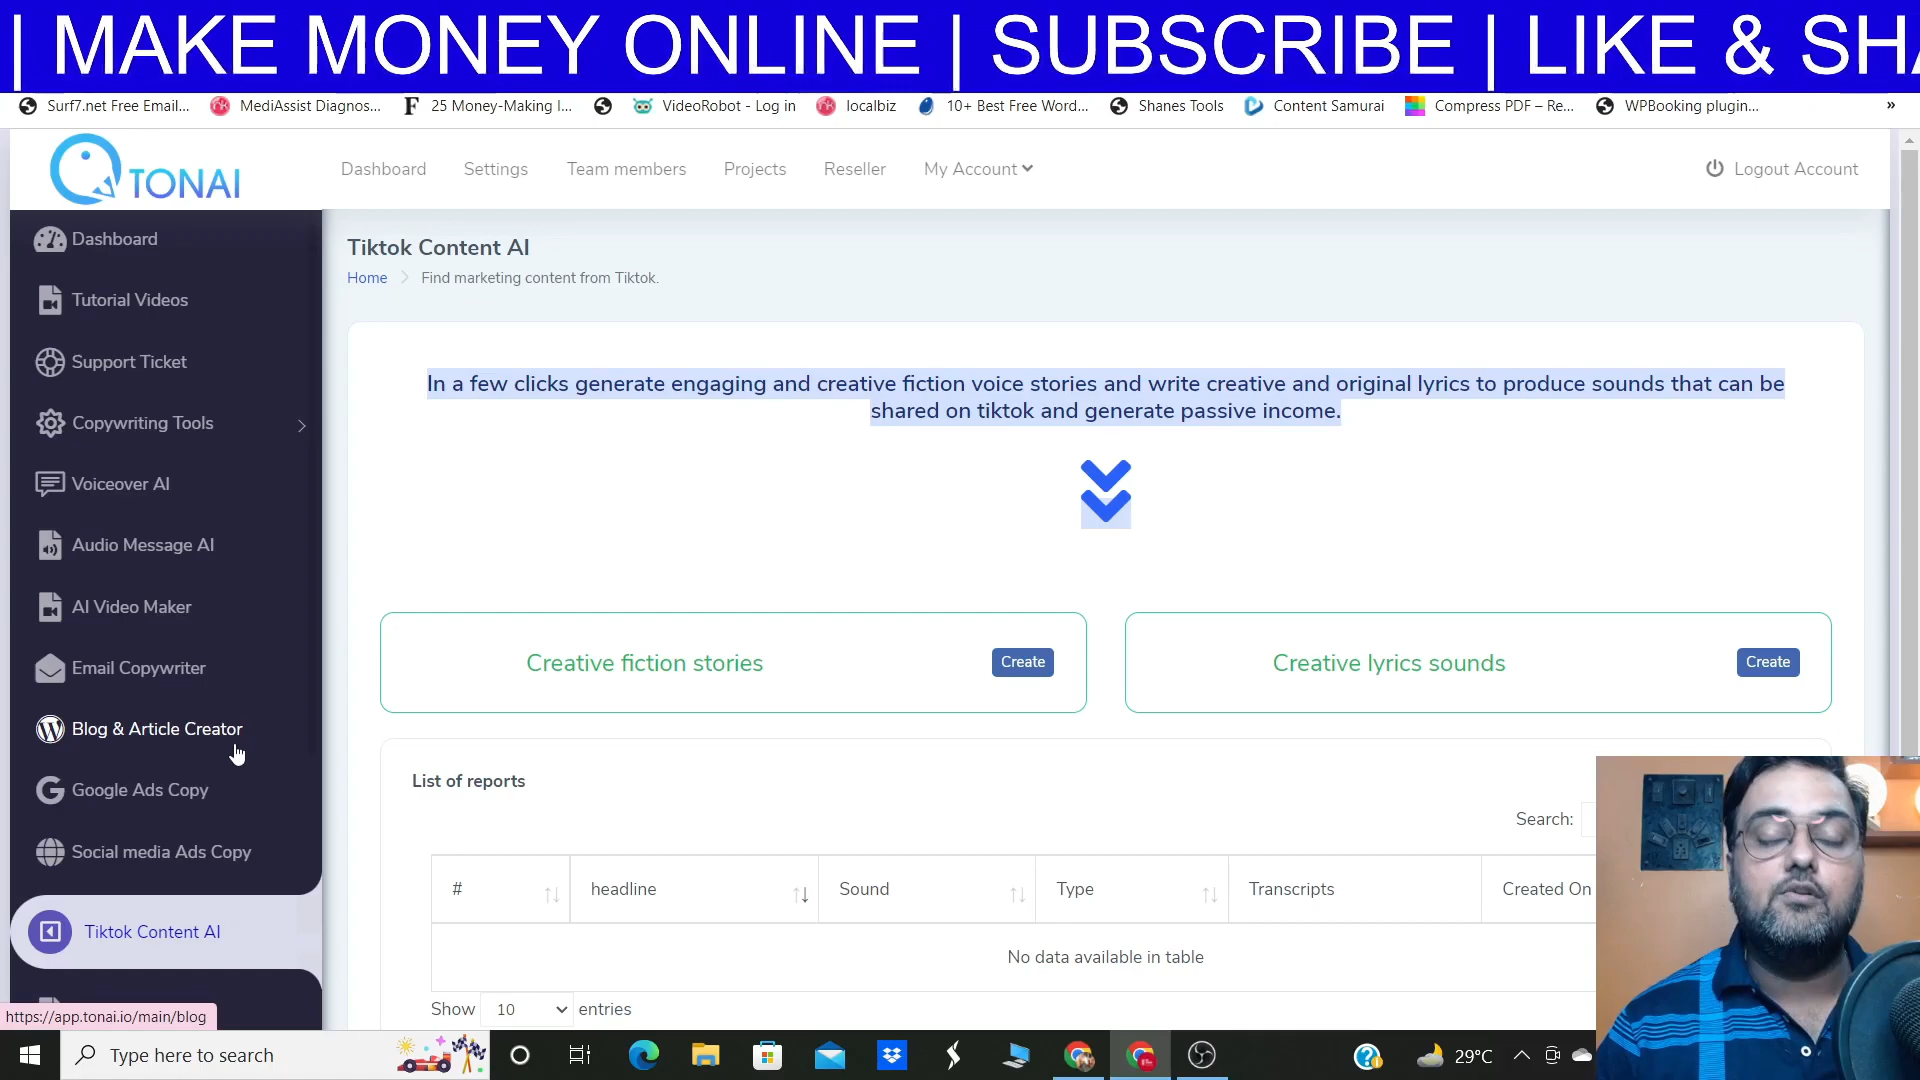 | MAKE MONEY ONLINE | SUBSCRIBE | LIKE & SHA
Surf7.net Free Email... MediAssist Diagnos... 25 Money-Making I... VideoRobot - Log in localbiz 10+ Best Free Word... Shanes Tools Content Samurai Compress PDF – Re... WPBooking plugin... »
TONAI
Dashboard Settings Team members Projects Reseller My Account Logout Account
Dashboard
Tutorial Videos
Support Ticket
Copywriting Tools
Voiceover AI
Audio Message AI
AI Video Maker
Email Copywriter
Blog & Article Creator
Google Ads Copy
Social media Ads Copy
Tiktok Content AI
Tiktok Content AI
Home Find marketing content from Tiktok.
In a few clicks generate engaging and creative fiction voice stories and write creative and original lyrics to produce sounds that can be
shared on tiktok and generate passive income.
Creative fiction stories Create
Creative lyrics sounds Create
List of reports
Search:
# headline Sound Type Transcripts Created On
No data available in table
Show 10 entries
https://app.tonai.io/main/blog
Type here to search
29°C